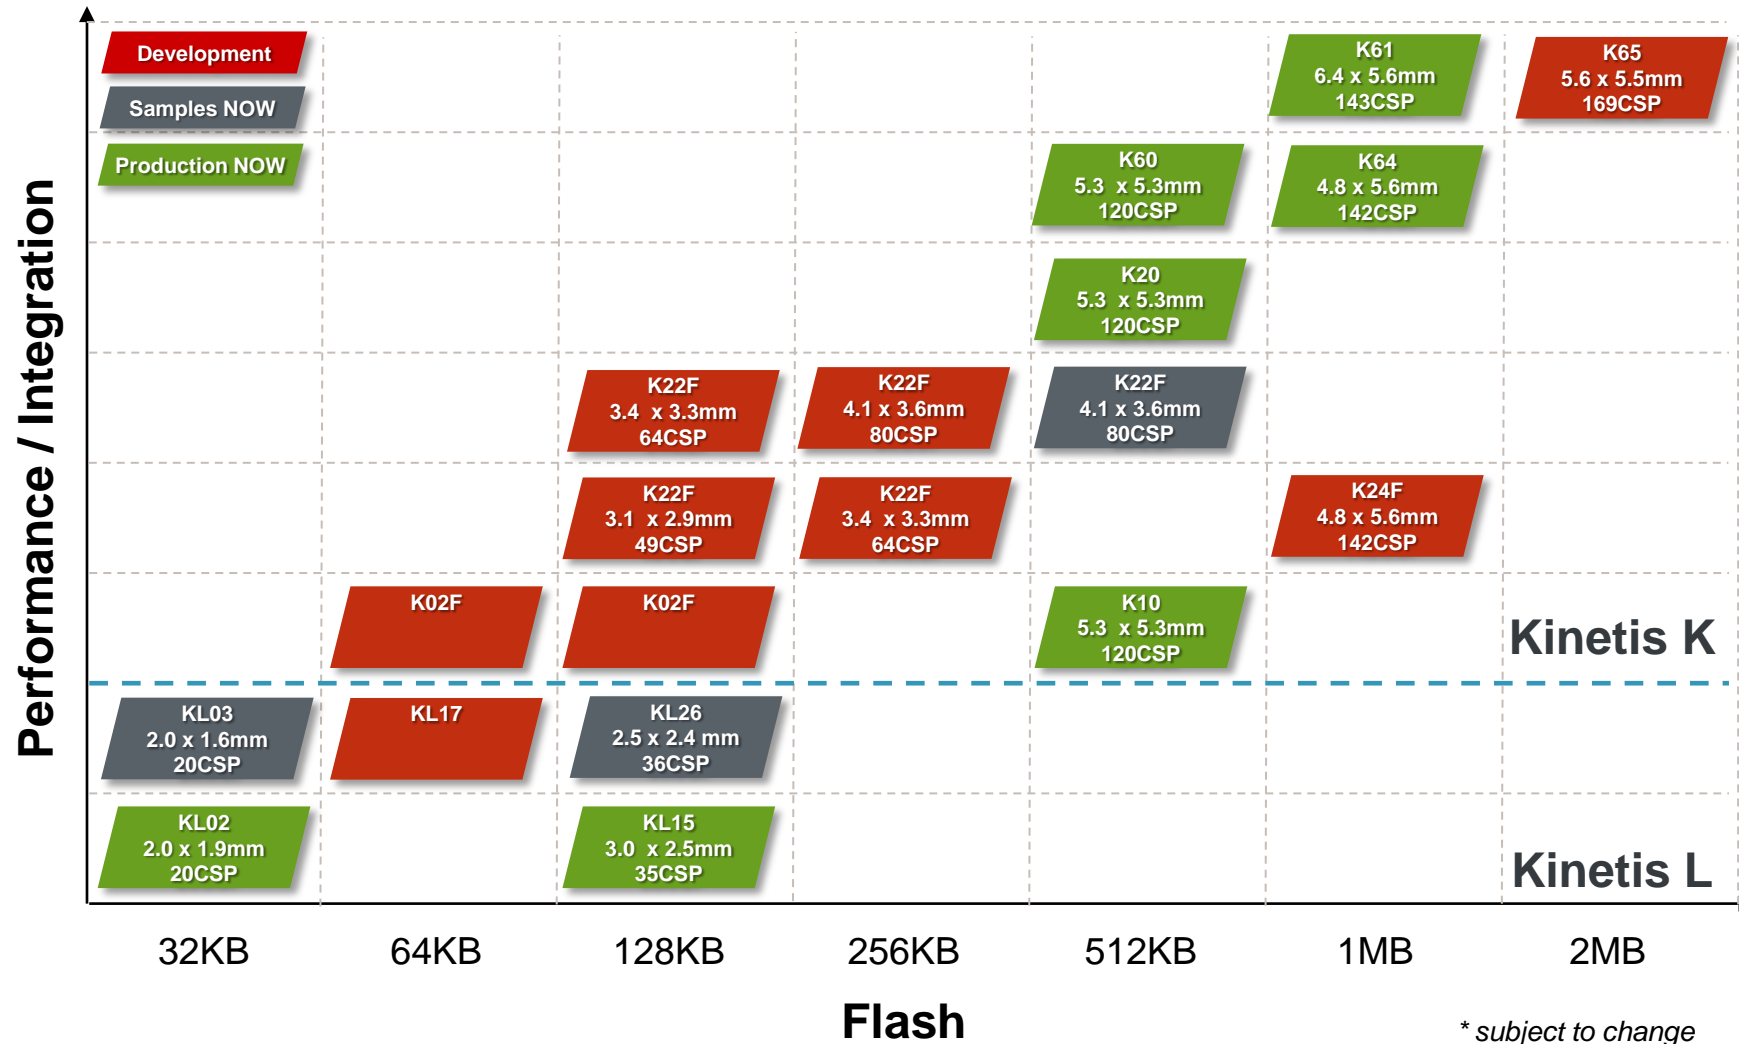 Development
Samples NOW
Production NOW
K61
6.4 x 5.6mm
143CSP
K65
5.6 x 5.5mm
169CSP
K60
5.3 x 5.3mm
120CSP
K64
4.8 x 5.6mm
142CSP
K20
5.3 x 5.3mm
120CSP
K22F
3.4 x 3.3mm
64CSP
K22F
4.1 x 3.6mm
80CSP
K22F
4.1 x 3.6mm
80CSP
K22F
3.1 x 2.9mm
49CSP
K22F
3.4 x 3.3mm
64CSP
K24F
4.8 x 5.6mm
142CSP
K02F
K02F
K10
5.3 x 5.3mm
120CSP
Kinetis K
KL03
2.0 x 1.6mm
20CSP
KL17
KL26
2.5 x 2.4 mm
36CSP
KL02
2.0 x 1.9mm
20CSP
KL15
3.0 x 2.5mm
35CSP
Kinetis L
Performance / Integration
32KB
64KB
128KB
256KB
512KB
1MB
2MB
Flash
* subject to change